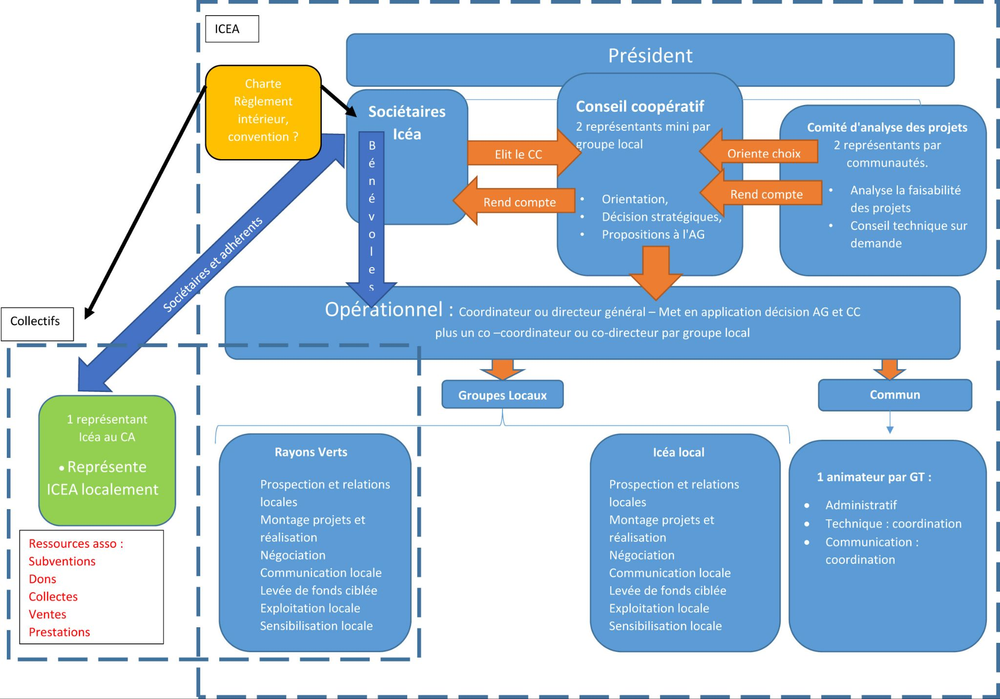 ICEA
Président
Charte
Règlement
intérieur,
convention ?
Sociétaires
Icéa
B
é
n
é
v
o
l
e
s
Elit le CC
Rend compte
Conseil coopératif
2 représentants mini par
groupe local
• Orientation,
• Décision stratégiques,
• Propositions à l'AG
Oriente choix
Rend compte
Comité d'analyse des projets
2 représentants par
communautés.
• Analyse la faisabilité
des projets
• Conseil technique sur
demande
Sociétaires et adhérents
Collectifs
Opérationnel : Coordinateur ou directeur général – Met en application décision AG et CC
plus un co –coordinateur ou co-directeur par groupe local
Groupes Locaux
Commun
1 représentant
Icéa au CA
• Représente
ICEA localement
Ressources asso :
Subventions
Dons
Collectes
Ventes
Prestations
Rayons Verts
Prospection et relations
locales
Montage projets et
réalisation
Négociation
Communication locale
Levée de fonds ciblée
Exploitation locale
Sensibilisation locale
Icéa local
Prospection et relations
locales
Montage projets et
réalisation
Négociation
Communication locale
Levée de fonds ciblée
Exploitation locale
Sensibilisation locale
1 animateur par GT :
• Administratif
• Technique : coordination
• Communication :
coordination